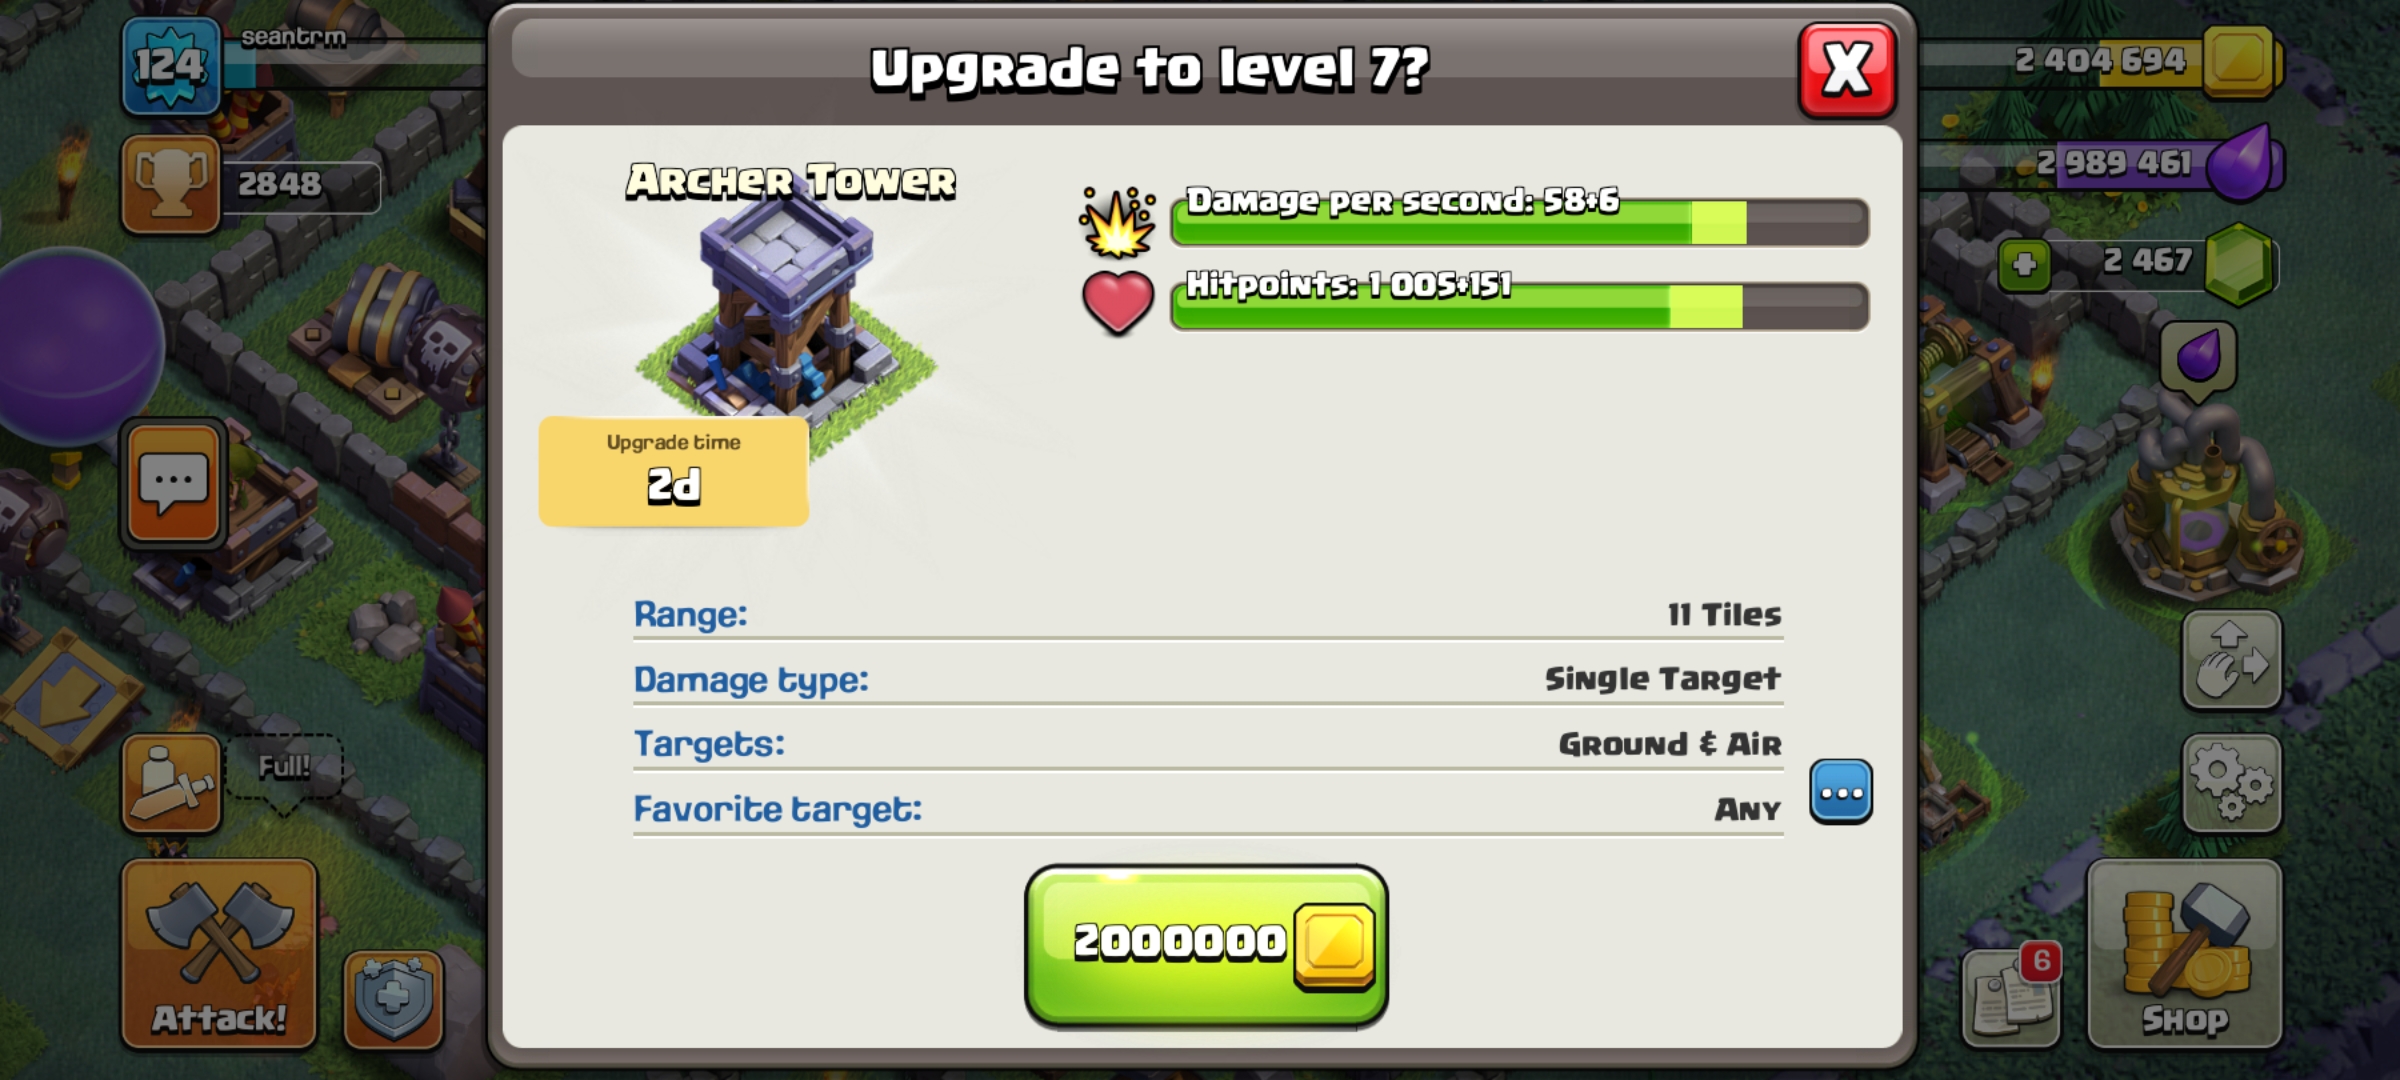 124
seantrm
Upgrade to level 7?
X
2 404 694
2848
Archer Tower
Damage per second: 58+6
2 989 461
Hitpoints: 1 005+151
2 467
Upgrade time
2d
Range: 11 Tiles
Damage type: Single Target
Targets: Ground & Air
Full!
Favorite target: Any
2000000
6
Attack!
Shop